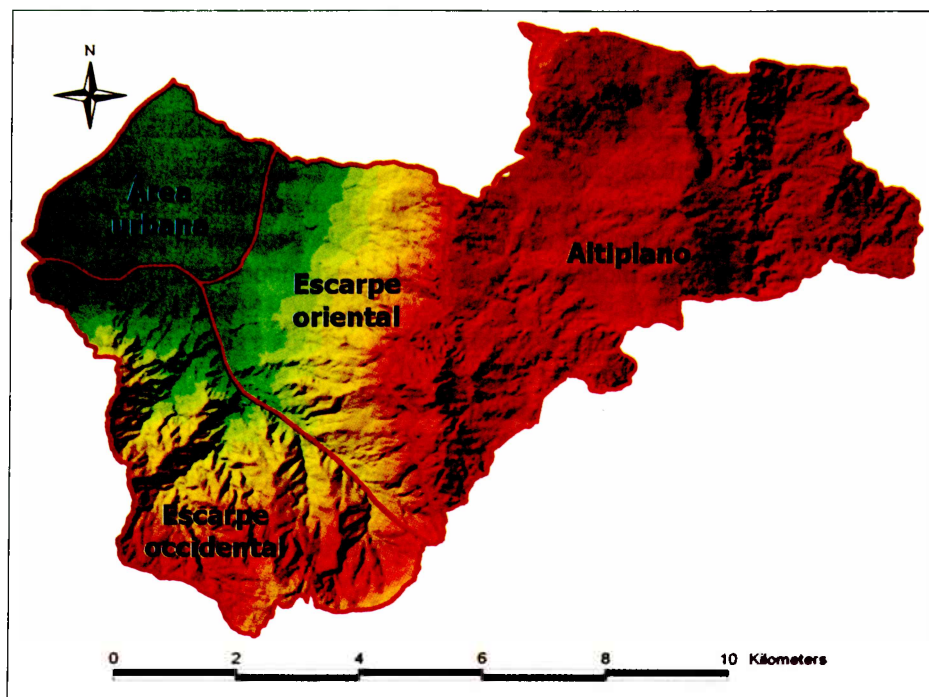 N
Área
urbana
Altiplano
Escarpe
oriental
Escarpe
occidental
0 2 4 6 8 10 Kilometers